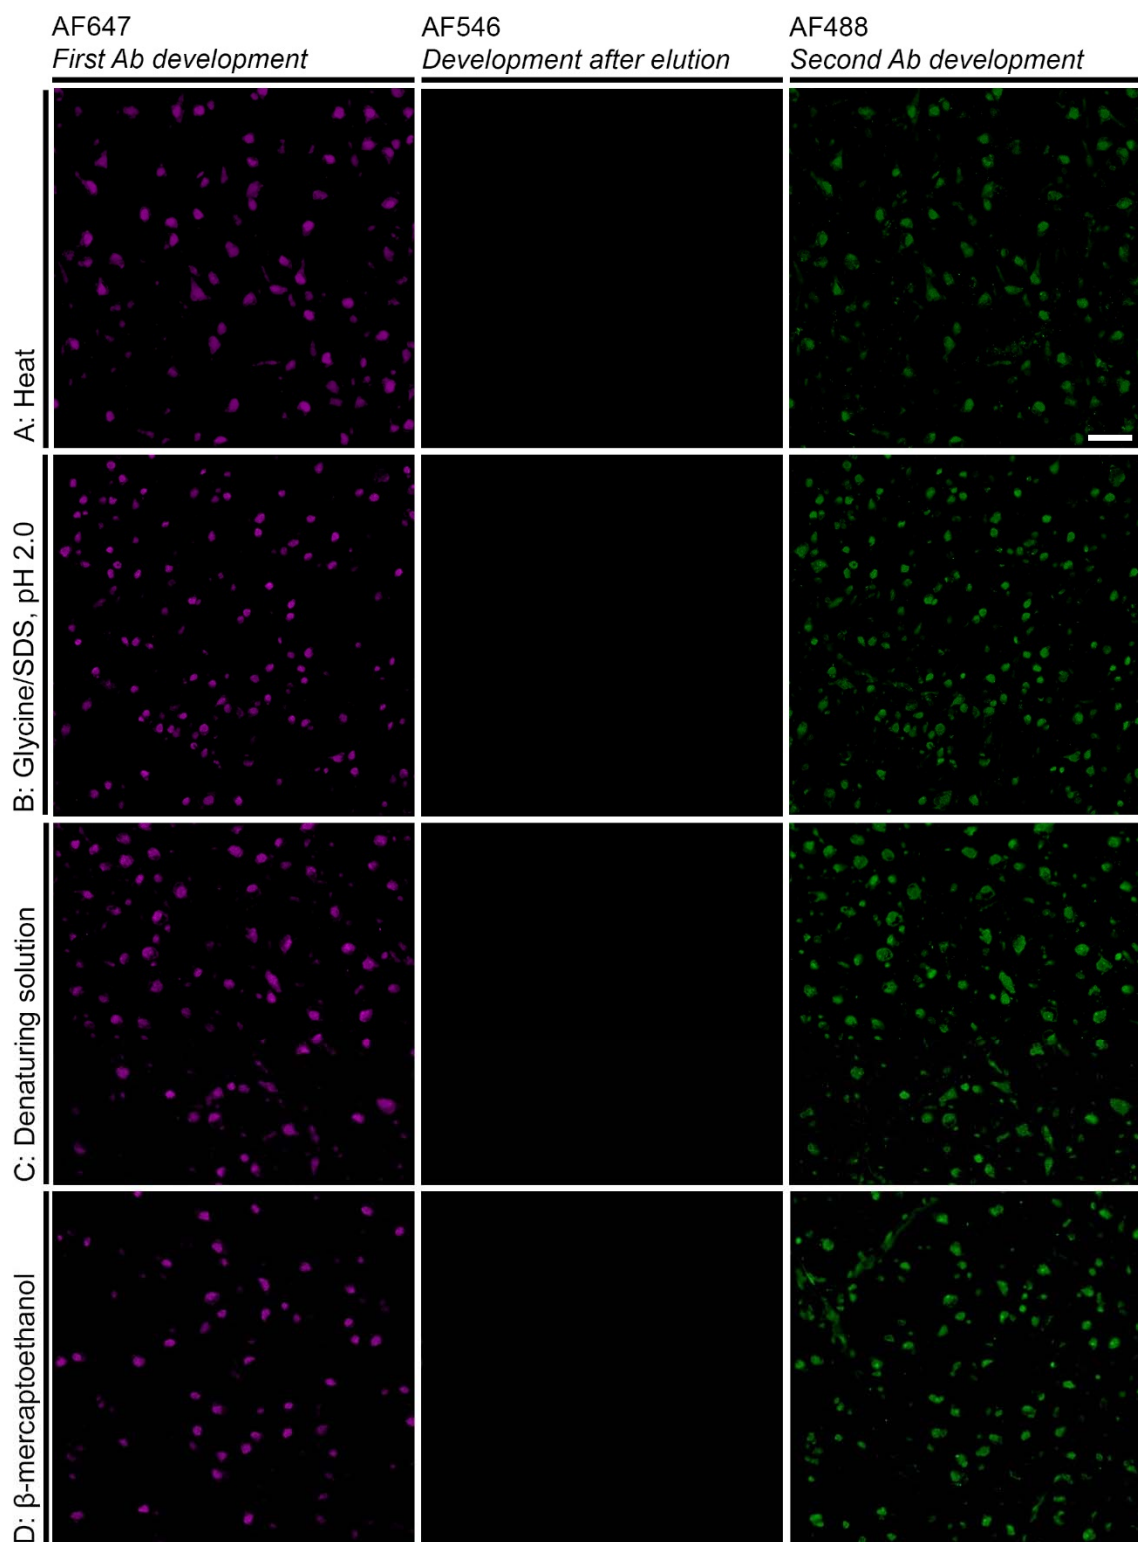 AF647
First Ab development
AF546
Development after elution
AF488
Second Ab development
A: Heat
B: Glycine/SDS, pH 2.0
C: Denaturing solution
D: β-mercaptoethanol